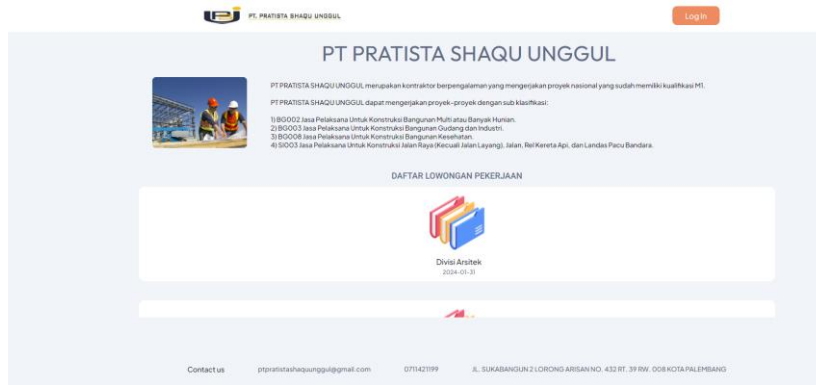 PT. PRATISTA SHAQU UNGGUL
Log In
PT PRATISTA SHAQU UNGGUL
PT PRATISTA SHAQU UNGGUL merupakan kontraktor berpengalaman yang mengerjakan proyek nasional yang sudah memiliki kualifikasi M1.
PT PRATISTA SHAQU UNGGUL dapat mengerjakan proyek-proyek dengan sub klasifikasi:
1) BG002 Jasa Pelaksana Untuk Konstruksi Bangunan Multi atau Banyak Hunian.
2) BG003 Jasa Pelaksana Untuk Konstruksi Bangunan Gudang dan Industri.
3) BG008 Jasa Pelaksana Untuk Konstruksi Bangunan Kesehatan.
4) SI003 Jasa Pelaksana Untuk Konstruksi Jalan Raya (Kecuali Jalan Layang), Jalan, Rel Kereta Api, dan Landas Pacu Bandara.
DAFTAR LOWONGAN PEKERJAAN
Divisi Arsitek
2024-01-31
Contact us ptpratistashaquunggul@gmail.com 0711421199 JL. SUKABANGUN 2 LORONG ARISAN NO. 432 RT. 39 RW. 008 KOTA PALEMBANG